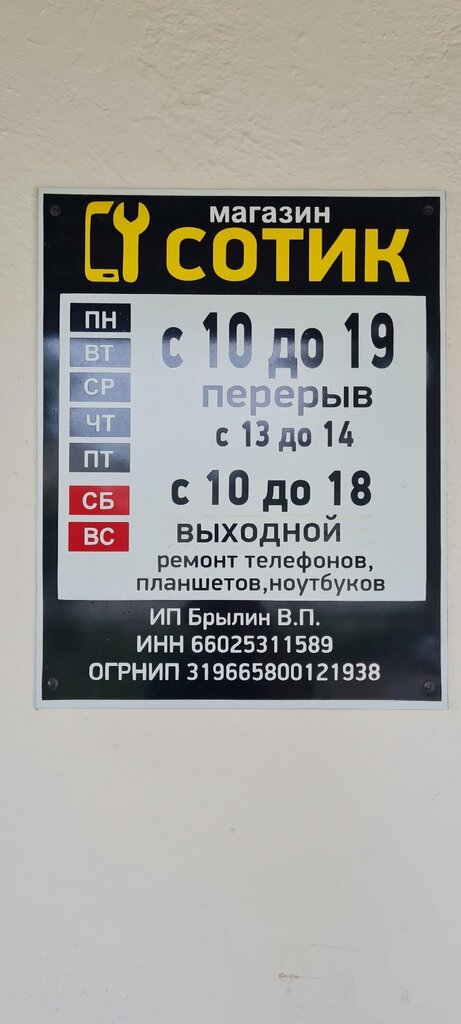 магазин
СОТИК
ПН
ВТ
СР
ЧТ
ПТ
с 10 до 19
перерыв
с 13 до 14
СБ
с 10 до 18
ВС
выходной
ремонт телефонов,
планшетов,ноутбуков
ИП Брылин В.П.
ИНН 66025311589
ОГРНИП 319665800121938